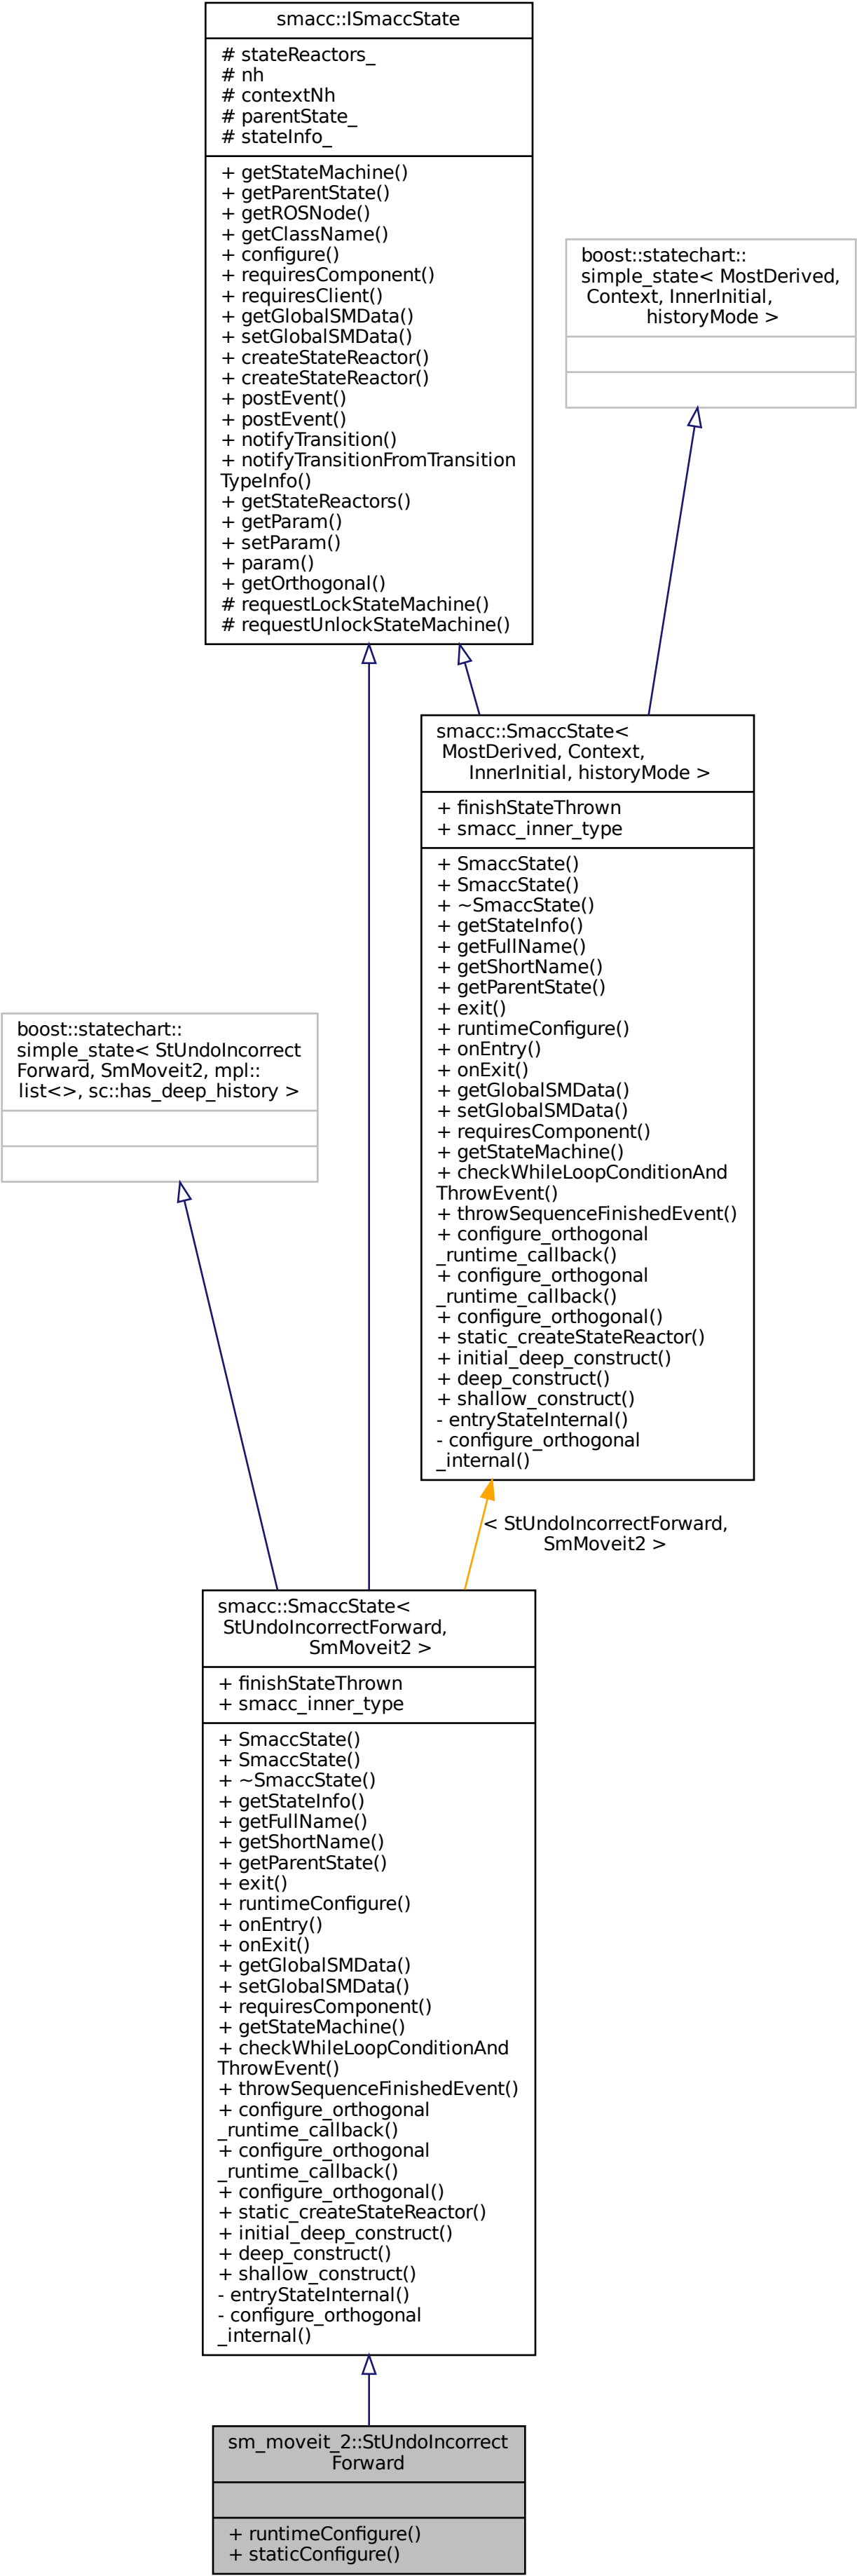 smacc::ISmaccState
# stateReactors_
# nh
# contextNh
# parentState_
# stateInfo_
+ getStateMachine()
+ getParentState()
+ getROSNode()
+ getClassName()
+ configure()
+ requiresComponent()
+ requiresClient()
+ getGlobalSMData()
+ setGlobalSMData()
+ createStateReactor()
+ createStateReactor()
+ postEvent()
+ postEvent()
+ notifyTransition()
+ notifyTransitionFromTransition
TypeInfo()
+ getStateReactors()
+ getParam()
+ setParam()
+ param()
+ getOrthogonal()
# requestLockStateMachine()
# requestUnlockStateMachine()
boost::statechart::
simple_state< MostDerived,
Context, InnerInitial,
historyMode >
smacc::SmaccState<
MostDerived, Context,
InnerInitial, historyMode >
+ finishStateThrown
+ smacc_inner_type
+ SmaccState()
+ SmaccState()
+ ~SmaccState()
+ getStateInfo()
+ getFullName()
+ getShortName()
+ getParentState()
+ exit()
+ runtimeConfigure()
+ onEntry()
+ onExit()
+ getGlobalSMData()
+ setGlobalSMData()
+ requiresComponent()
+ getStateMachine()
+ checkWhileLoopConditionAnd
ThrowEvent()
+ throwSequenceFinishedEvent()
+ configure_orthogonal
_runtime_callback()
+ configure_orthogonal
_runtime_callback()
+ configure_orthogonal()
+ static_createStateReactor()
+ initial_deep_construct()
+ deep_construct()
+ shallow_construct()
- entryStateInternal()
- configure_orthogonal
_internal()
boost::statechart::
simple_state< StUndoIncorrect
Forward, SmMoveit2, mpl::
list<>, sc::has_deep_history >
< StUndoIncorrectForward,
SmMoveit2 >
smacc::SmaccState<
StUndoIncorrectForward,
SmMoveit2 >
+ finishStateThrown
+ smacc_inner_type
+ SmaccState()
+ SmaccState()
+ ~SmaccState()
+ getStateInfo()
+ getFullName()
+ getShortName()
+ getParentState()
+ exit()
+ runtimeConfigure()
+ onEntry()
+ onExit()
+ getGlobalSMData()
+ setGlobalSMData()
+ requiresComponent()
+ getStateMachine()
+ checkWhileLoopConditionAnd
ThrowEvent()
+ throwSequenceFinishedEvent()
+ configure_orthogonal
_runtime_callback()
+ configure_orthogonal
_runtime_callback()
+ configure_orthogonal()
+ static_createStateReactor()
+ initial_deep_construct()
+ deep_construct()
+ shallow_construct()
- entryStateInternal()
- configure_orthogonal
_internal()
sm_moveit_2::StUndoIncorrect
Forward
+ runtimeConfigure()
+ staticConfigure()